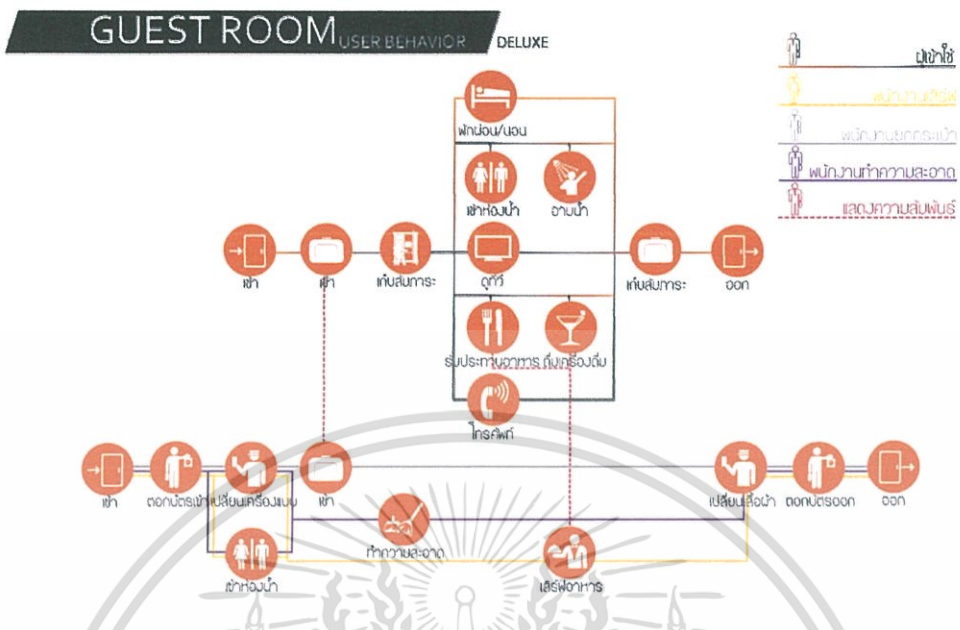 GUEST ROOM USER BEHAVIOR DELUXE
ผู้เข้าใช้
พนักงานเสิร์ฟ
พนักงานยกกระเป๋า
พนักงานทำความสะอาด
แสดงความสัมพันธ์
พักผ่อน/นอน
เข้าห้องน้ำ อาบน้ำ
เข้า เข้า เก็บสัมภาระ ดูทีวี เก็บสัมภาระ ออก
รับประทานอาหาร ดื่มเครื่องดื่ม
โทรศัพท์
เข้า ตอกบัตรเข้า เปลี่ยนเครื่องแบบ เข้า เปลี่ยนเสื้อผ้า ตอกบัตรออก ออก
ทำความสะอาด
เข้าห้องน้ำ เสิร์ฟอาหาร